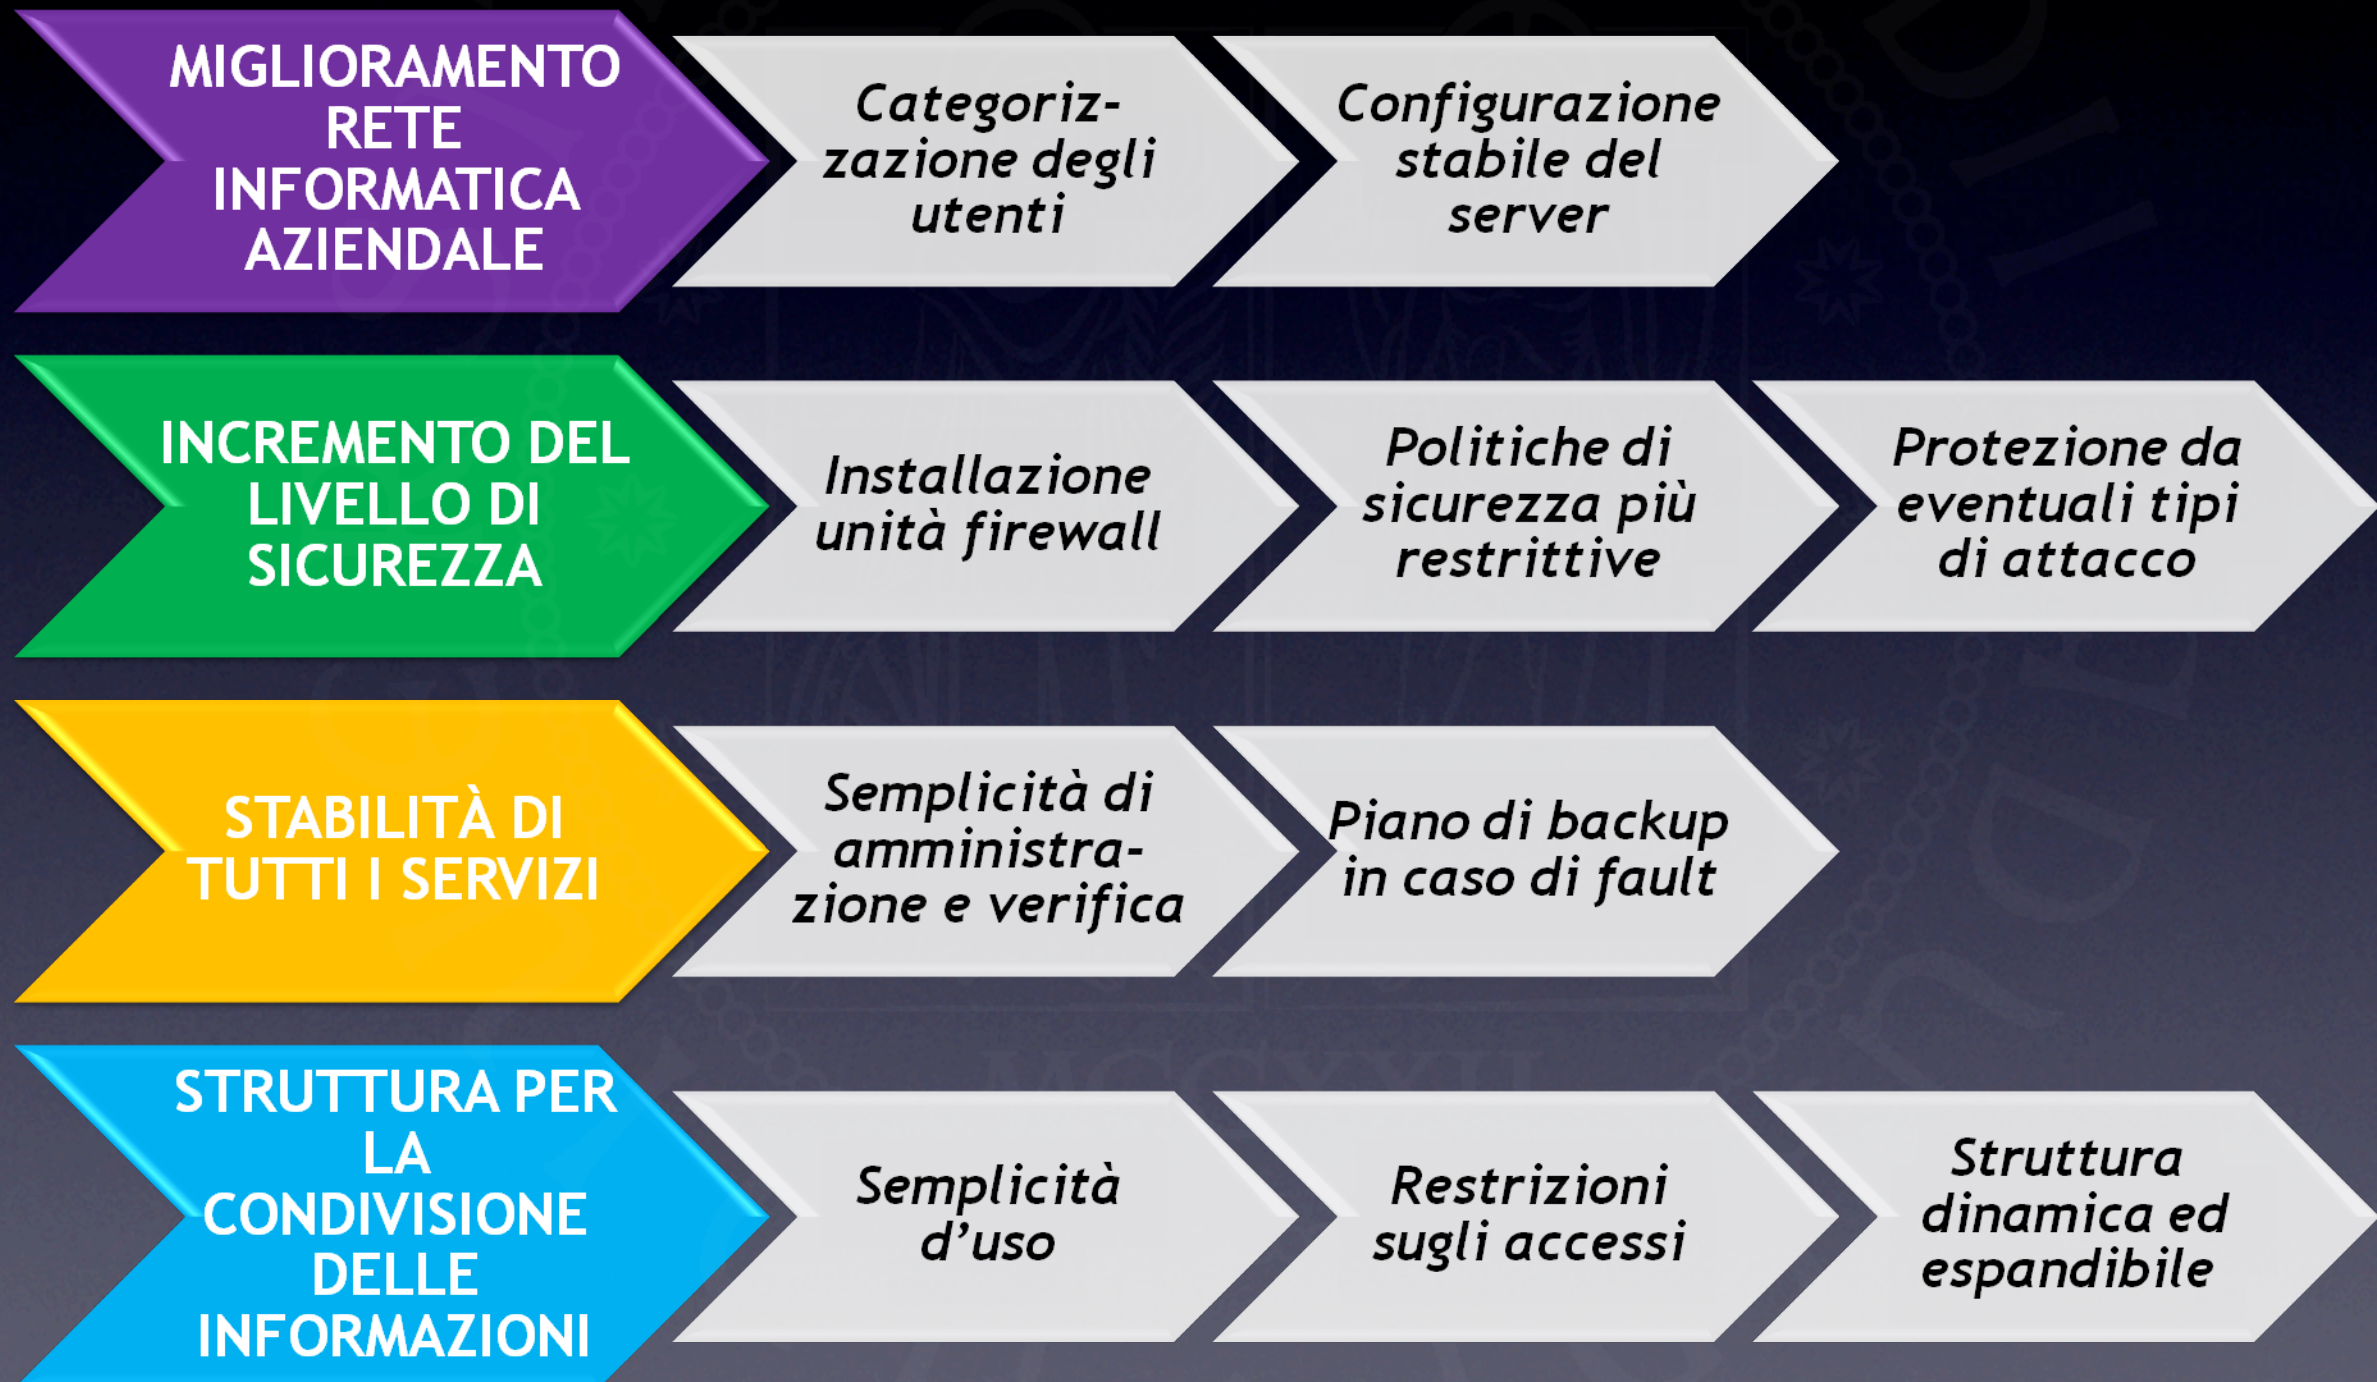 MIGLIORAMENTO
RETE
INFORMATICA
AZIENDALE
Categoriz-
zazione degli
utenti
Configurazione
stabile del
server
INCREMENTO DEL
LIVELLO DI
SICUREZZA
Installazione
unità firewall
Politiche di
sicurezza più
restrittive
Protezione da
eventuali tipi
di attacco
STABILITÀ DI
TUTTI I SERVIZI
Semplicità di
amministra-
zione e verifica
Piano di backup
in caso di fault
STRUTTURA PER
LA
CONDIVISIONE
DELLE
INFORMAZIONI
Semplicità
d’uso
Restrizioni
sugli accessi
Struttura
dinamica ed
espandibile
MCCXXII